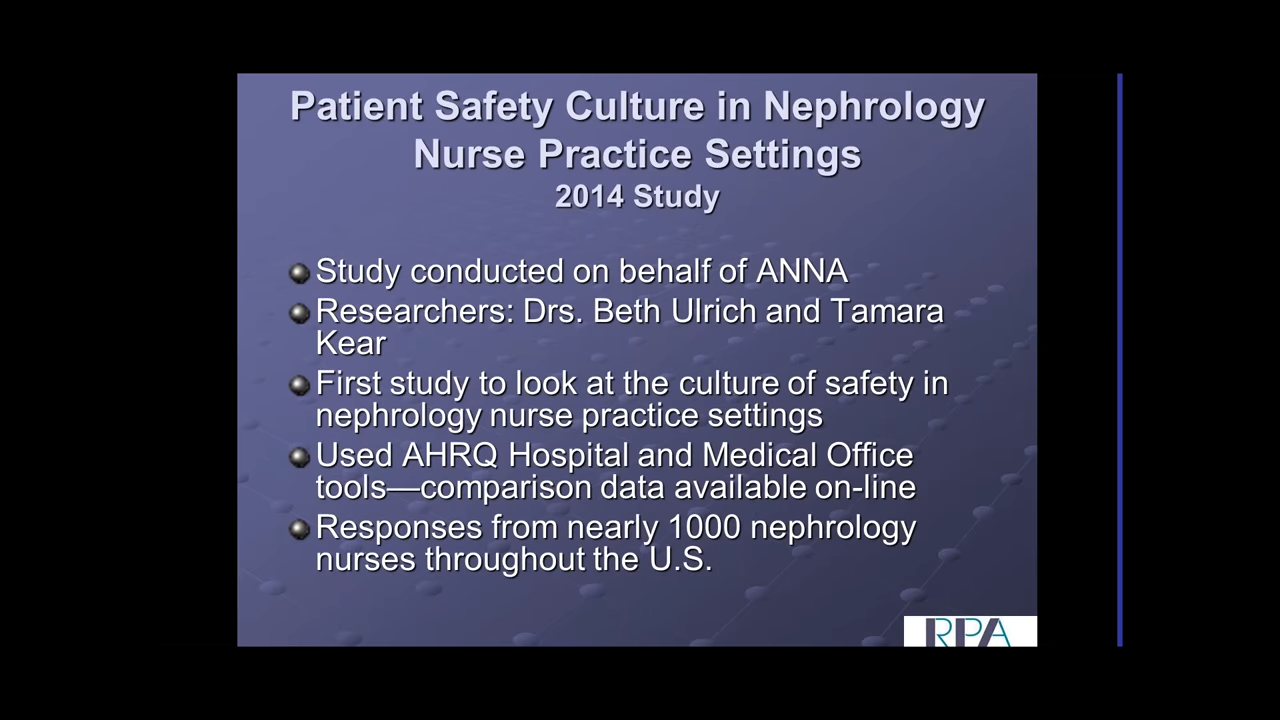 Patient Safety Culture in Nephrology
Nurse Practice Settings
2014 Study
Study conducted on behalf of ANNA
Researchers: Drs. Beth Ulrich and Tamara
Kear
First study to look at the culture of safety in
nephrology nurse practice settings
Used AHRQ Hospital and Medical Office
tools—comparison data available on-line
Responses from nearly 1000 nephrology
nurses throughout the U.S.
RPA